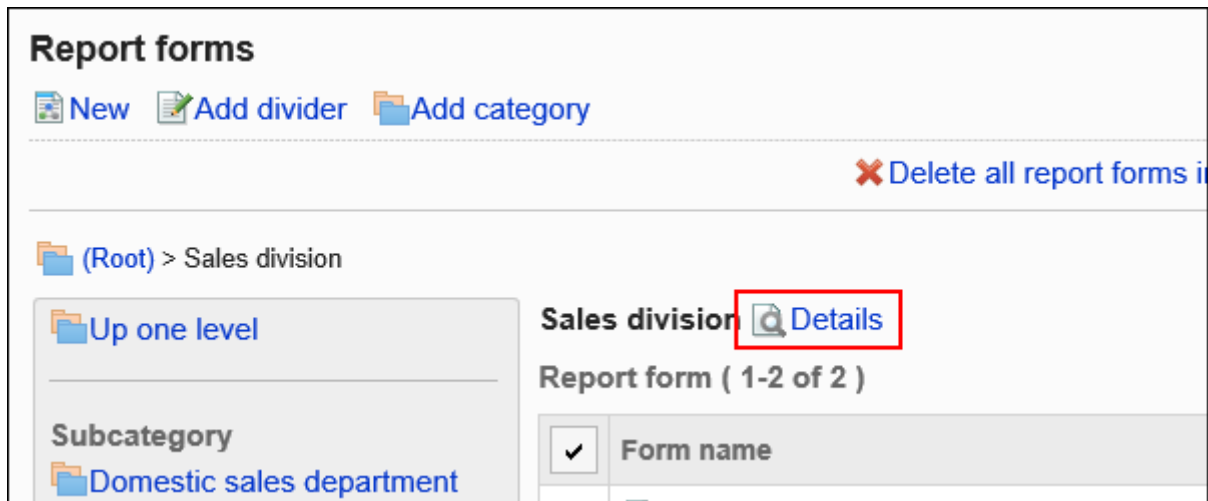 Report forms
New Add divider Add category
Delete all report forms i
(Root) > Sales division
Up one level
Subcategory
Domestic sales department
Sales division Details
Report form ( 1-2 of 2 )
Form name